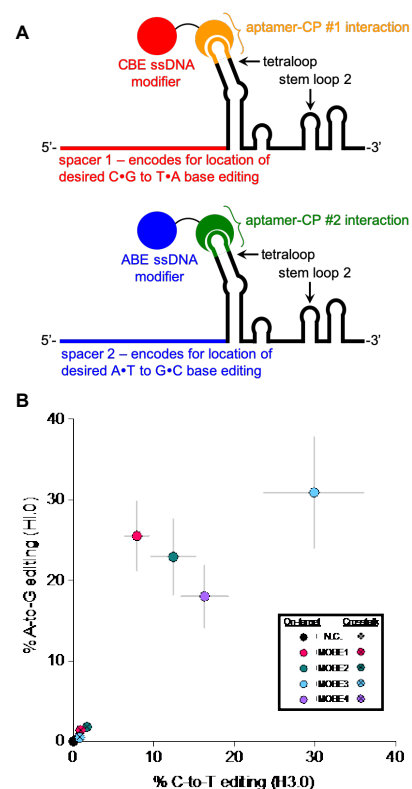 A
aptamer-CP #1 interaction
CBE ssDNA
modifier
tetraloop
stem loop 2
5'-
-3'
spacer 1 – encodes for location of
desired C•G to T•A base editing
aptamer-CP #2 interaction
ABE ssDNA
modifier
tetraloop
stem loop 2
5'-
-3'
spacer 2 – encodes for location of
desired A•T to G•C base editing
B
% A-to-G editing (HI.0)
40
30
20
10
0
On-target Crosstalk
N.C.
MOBE1
MOBE2
MOBE3
MOBE4
0 10 20 30 40
% C-to-T editing (H3.0)